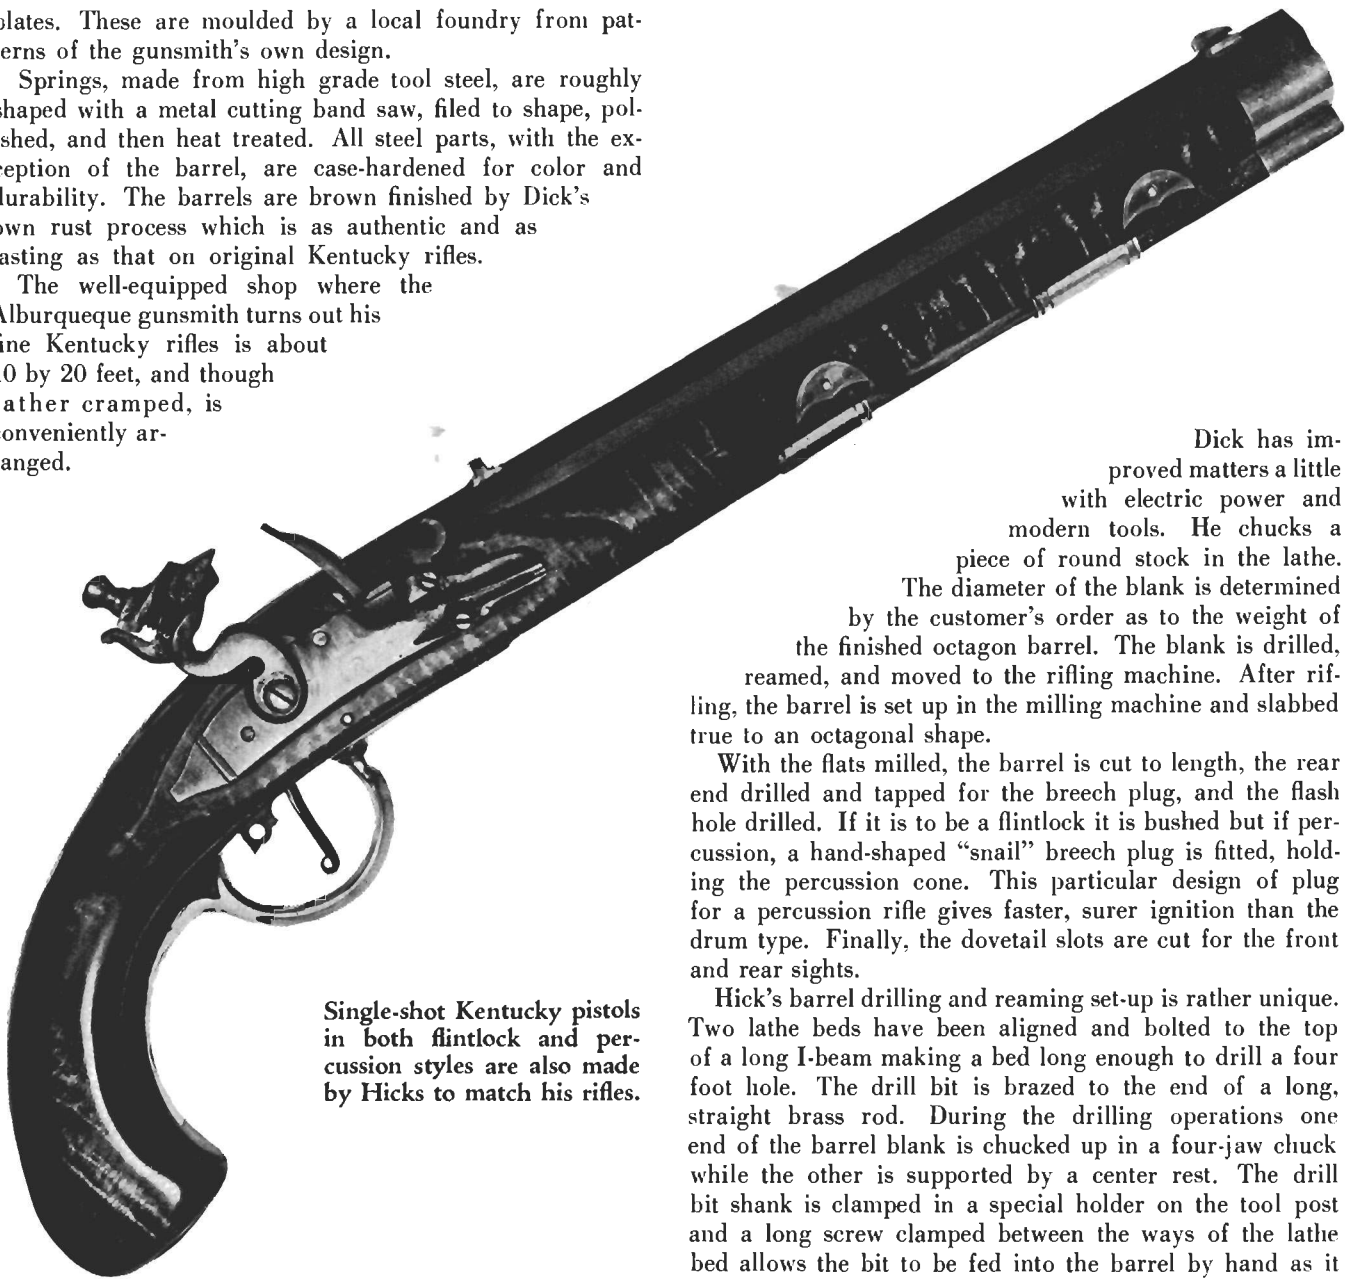 plates. These are moulded by a local foundry from pat-
erns of the gunsmith's own design.
Springs, made from high grade tool steel, are roughly
shaped with a metal cutting band saw, filed to shape, pol-
ished, and then heat treated. All steel parts, with the ex-
ception of the barrel, are case-hardened for color and
durability. The barrels are brown finished by Dick's
own rust process which is as authentic and as
asting as that on original Kentucky rifles.
The well-equipped shop where the
Alburqueque gunsmith turns out his
fine Kentucky rifles is about
10 by 20 feet, and though
ather cramped, is
conveniently ar-
anged.
Dick has im-
proved matters a little
with electric power and
modern tools. He chucks a
piece of round stock in the lathe.
The diameter of the blank is determined
by the customer's order as to the weight of
the finished octagon barrel. The blank is drilled,
reamed, and moved to the rifling machine. After rif-
ling, the barrel is set up in the milling machine and slabbed
true to an octagonal shape.
With the flats milled, the barrel is cut to length, the rear
end drilled and tapped for the breech plug, and the flash
hole drilled. If it is to be a flintlock it is bushed but if per-
cussion, a hand-shaped “snail” breech plug is fitted, hold-
ing the percussion cone. This particular design of plug
for a percussion rifle gives faster, surer ignition than the
drum type. Finally, the dovetail slots are cut for the front
and rear sights.
Hick's barrel drilling and reaming set-up is rather unique.
Two lathe beds have been aligned and bolted to the top
of a long I-beam making a bed long enough to drill a four
foot hole. The drill bit is brazed to the end of a long,
straight brass rod. During the drilling operations one
end of the barrel blank is chucked up in a four-jaw chuck
while the other is supported by a center rest. The drill
bit shank is clamped in a special holder on the tool post
and a long screw clamped between the ways of the lathe
bed allows the bit to be fed into the barrel by hand as it
Single-shot Kentucky pistols
in both flintlock and per-
cussion styles are also made
by Hicks to match his rifles.